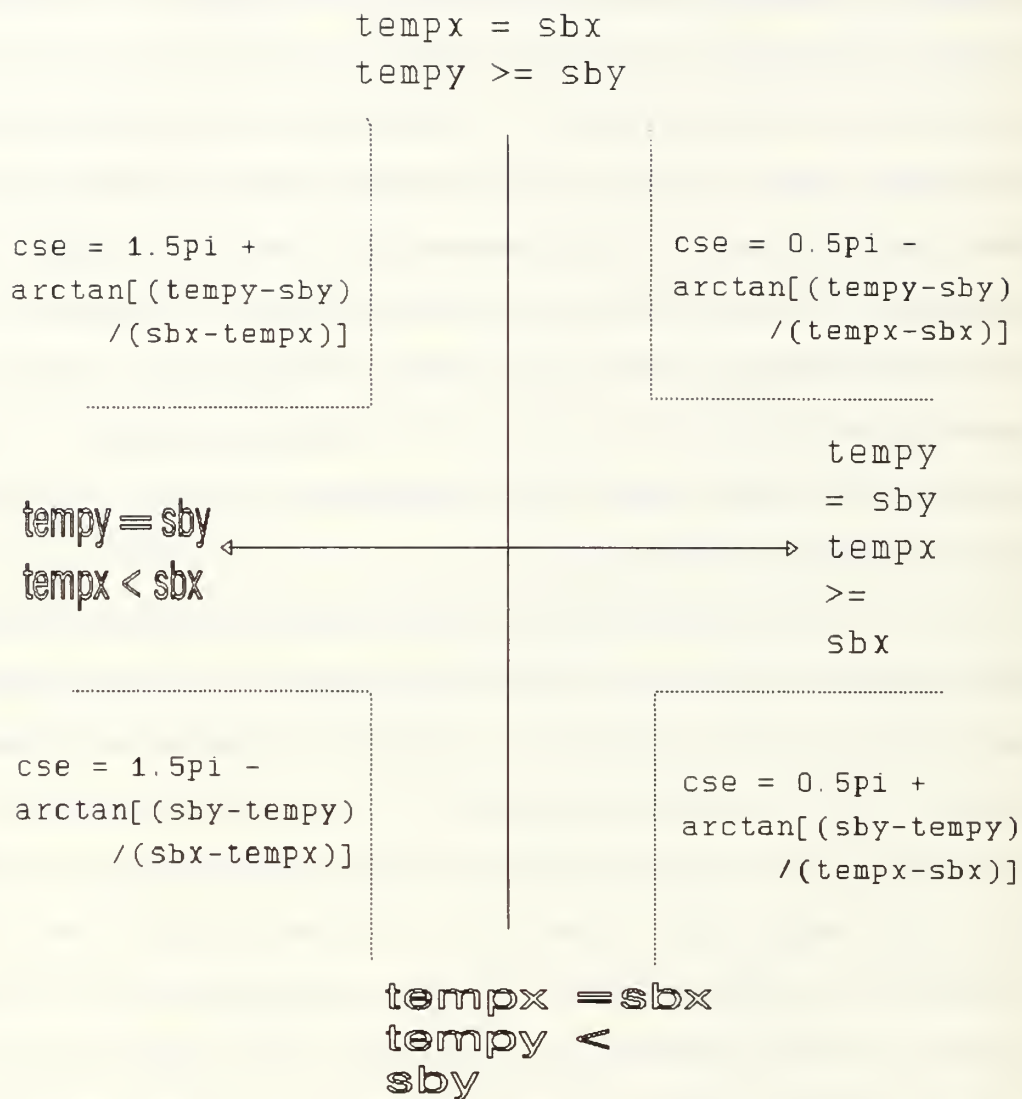 tempx = sbx
tempy >= sby
cse = 1.5pi +
arctan[(tempy-sby)
/(sbx-tempx)]
cse = 0.5pi -
arctan[(tempy-sby)
/(tempx-sbx)]
tempy = sby
tempx < sbx
tempy
= sby
tempx
>=
sbx
cse = 1.5pi -
arctan[(sby-tempy)
/(sbx-tempx)]
cse = 0.5pi +
arctan[(sby-tempy)
/(tempx-sbx)]
tempx =sbx
tempy <
sby